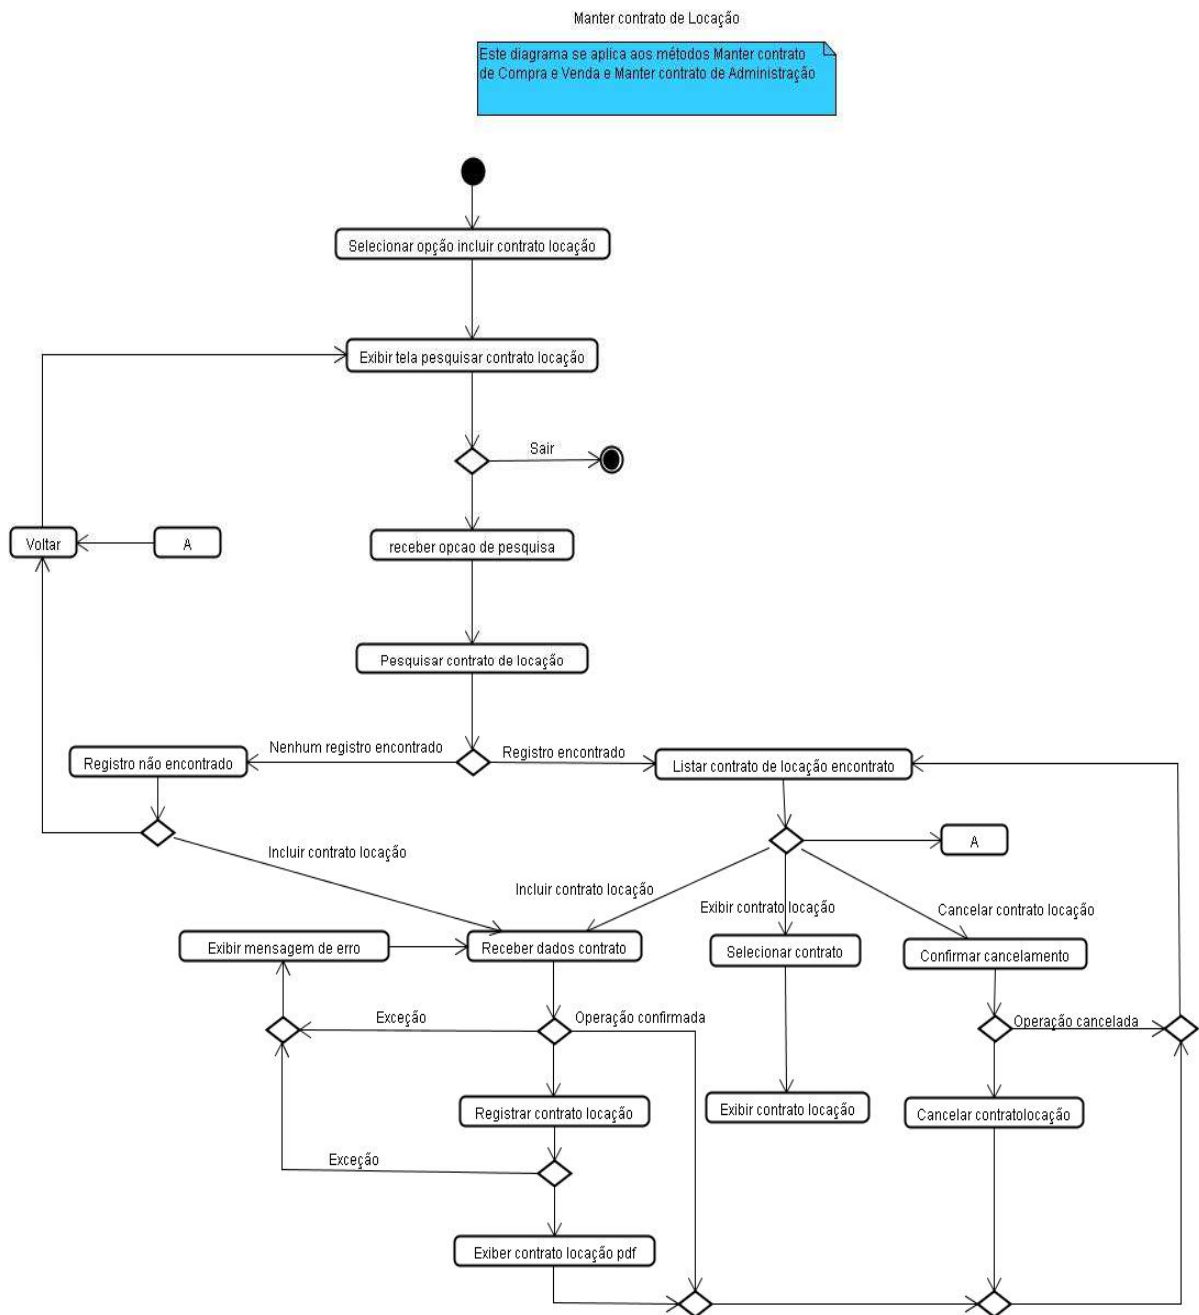 Manter contrato de Locação
Este diagrama se aplica aos métodos Manter contrato
de Compra e Venda e Manter contrato de Administração
Selecionar opção incluir contrato locação
Exibir tela pesquisar contrato locação
Sair
Voltar
A
receber opcao de pesquisa
Pesquisar contrato de locação
Nenhum registro encontrado
Registro encontrado
Registro não encontrado
Listar contrato de locação encontrato
A
Incluir contrato locação
Incluir contrato locação
Exibir contrato locação
Cancelar contrato locação
Exibir mensagem de erro
Receber dados contrato
Selecionar contrato
Confirmar cancelamento
Exceção
Operação confirmada
Operação cancelada
Registrar contrato locação
Exibir contrato locação
Cancelar contratolocação
Exceção
Exiber contrato locação pdf